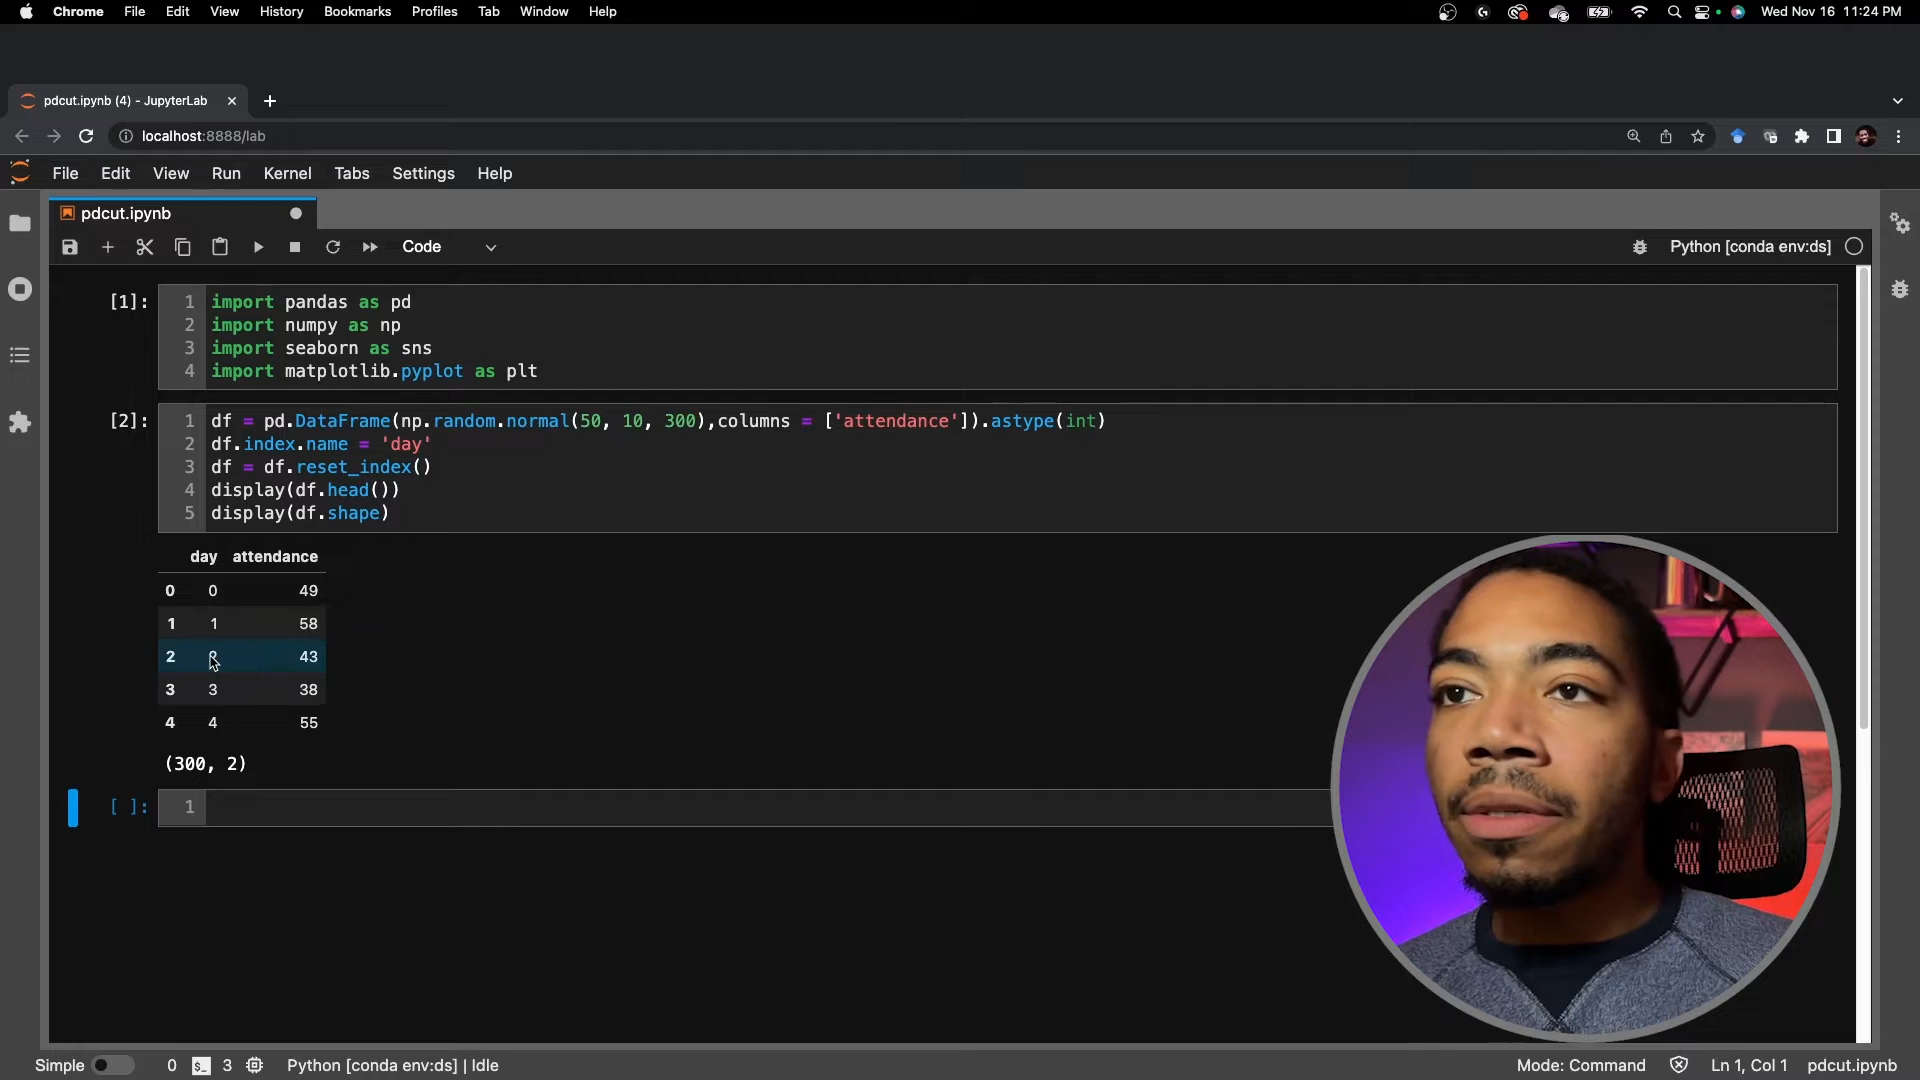 Chrome File Edit View History Bookmarks Profiles Tab Window Help Wed Nov 16 11:24 PM
pdcut.ipynb (4) - JupyterLab
localhost:8888/lab
File Edit View Run Kernel Tabs Settings Help
pdcut.ipynb
Code Python [conda env:ds]
[1]: 1 import pandas as pd
2 import numpy as np
3 import seaborn as sns
4 import matplotlib.pyplot as plt
[2]: 1 df = pd.DataFrame(np.random.normal(50, 10, 300),columns = ['attendance']).astype(int)
2 df.index.name = 'day'
3 df = df.reset_index()
4 display(df.head())
5 display(df.shape)
day attendance
0 0 49
1 1 58
2 43
3 3 38
4 4 55
(300, 2)
[ ]: 1
Simple 0 $_ 3 Python [conda env:ds] | Idle Mode: Command Ln 1, Col 1 pdcut.ipynb